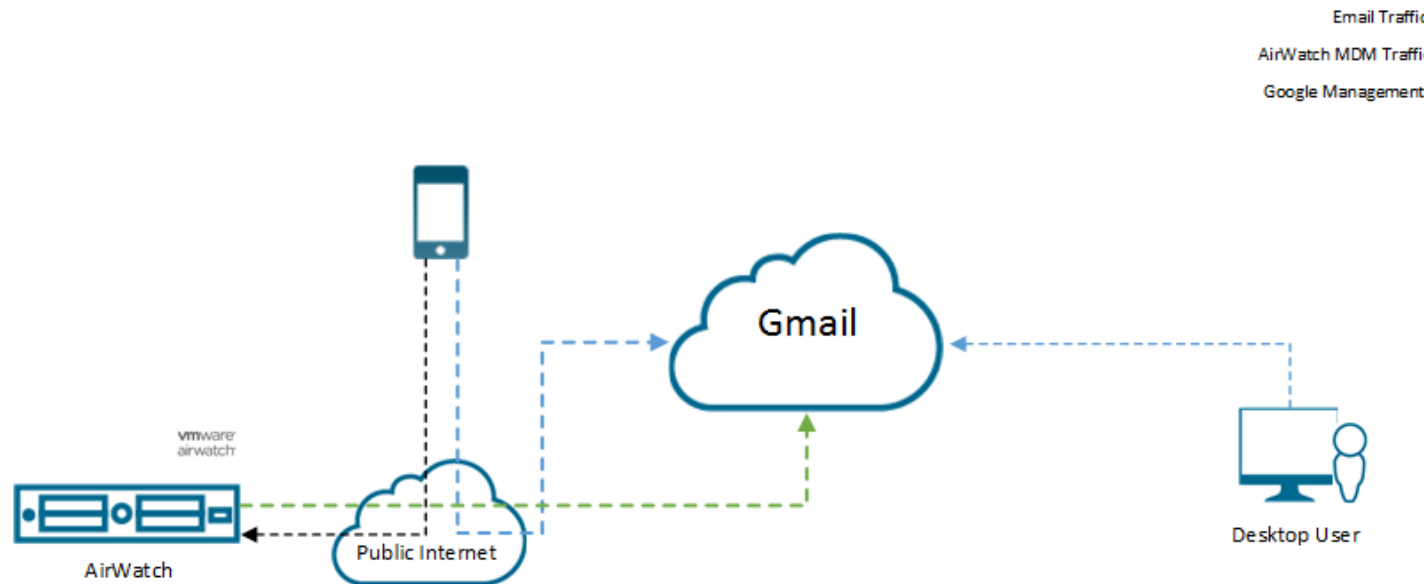 Email Traffic
AirWatch MDM Traffic
Google Management
Gmail
vmware
airwatch
Public Internet
AirWatch
Desktop User